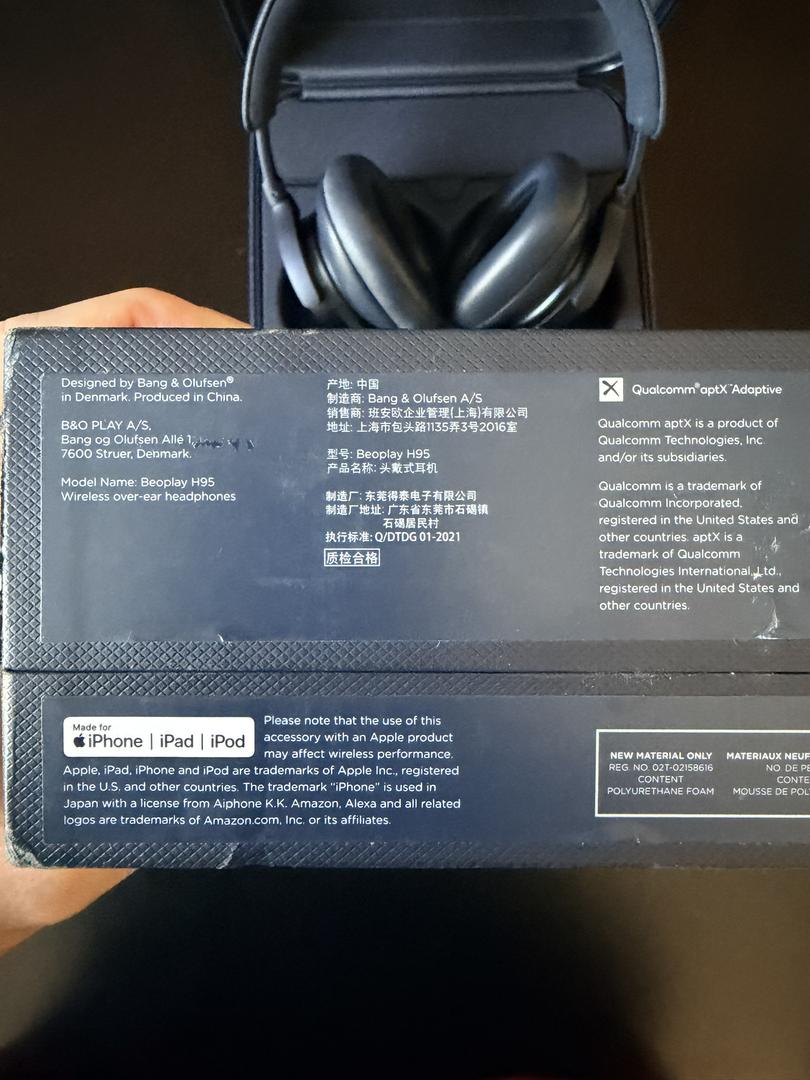 Designed by Bang & Olufsen®
in Denmark. Produced in China.
B&O PLAY A/S,
Bang og Olufsen Allé 1,
7600 Struer, Denmark.
Model Name: Beoplay H95
Wireless over-ear headphones
产地: 中国
制造商: Bang & Olufsen A/S
销售商: 班安欧企业管理(上海)有限公司
地址: 上海市包头路1135弄3号2016室
型号: Beoplay H95
产品名称: 头戴式耳机
制造厂: 东莞得泰电子有限公司
制造厂地址: 广东省东莞市石碣镇
石碣居民村
执行标准: Q/DTDG 01-2021
质检合格
Qualcomm® aptX™ Adaptive
Qualcomm aptX is a product of
Qualcomm Technologies, Inc.
and/or its subsidiaries.
Qualcomm is a trademark of
Qualcomm Incorporated,
registered in the United States and
other countries. aptX is a
trademark of Qualcomm
Technologies International, Ltd.,
registered in the United States and
other countries.
Made for
iPhone | iPad | iPod
Please note that the use of this
accessory with an Apple product
may affect wireless performance.
Apple, iPad, iPhone and iPod are trademarks of Apple Inc., registered
in the U.S. and other countries. The trademark “iPhone” is used in
Japan with a license from Aiphone K.K. Amazon, Alexa and all related
logos are trademarks of Amazon.com, Inc. or its affiliates.
NEW MATERIAL ONLY
REG. NO. 02T-02158616
CONTENT
POLYURETHANE FOAM
MATERIAUX NEUF
NO. DE PE
CONTE
MOUSSE DE POL